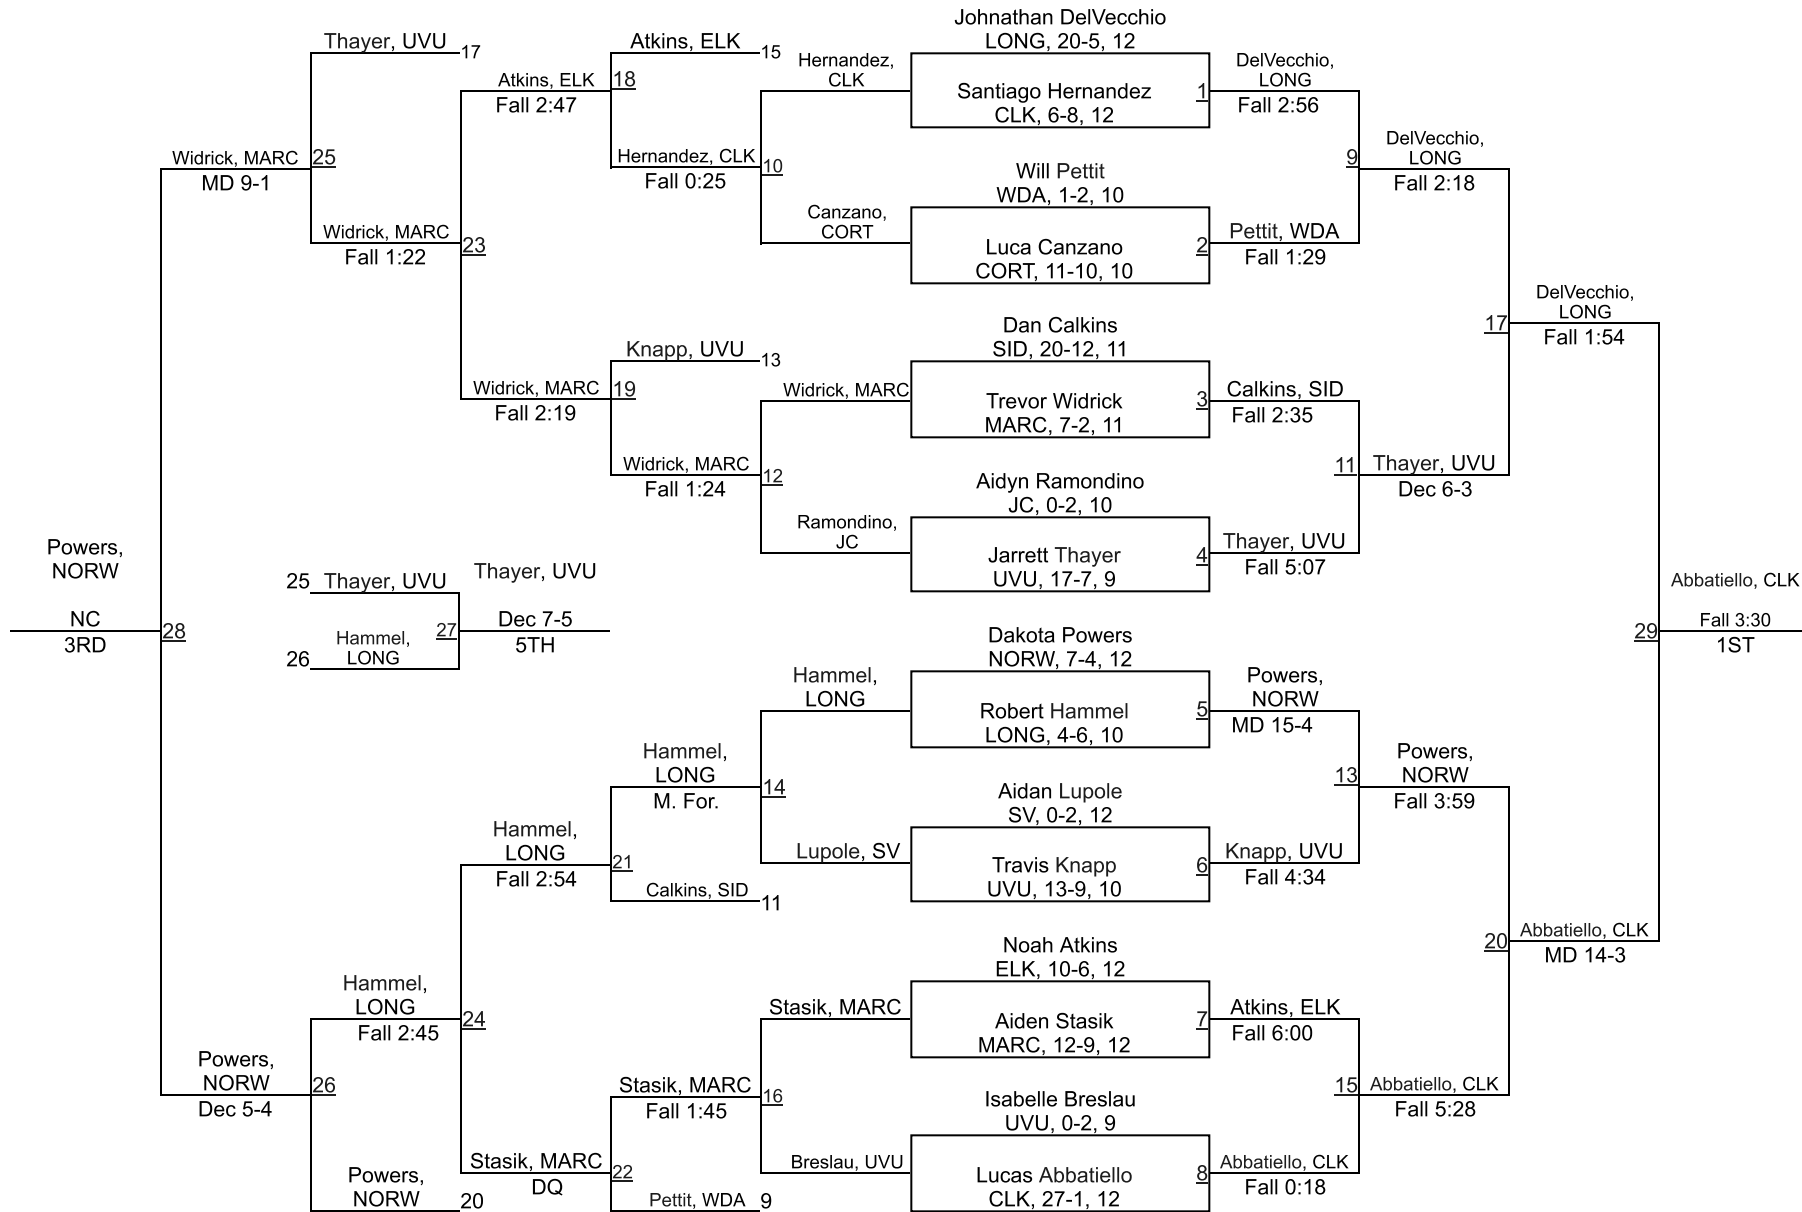 Johnathan DelVecchio
LONG, 20-5, 12
Santiago Hernandez
CLK, 6-8, 12
1
Will Pettit
WDA, 1-2, 10
Luca Canzano
CORT, 11-10, 10
2
Dan Calkins
SID, 20-12, 11
Trevor Widrick
MARC, 7-2, 11
3
Aidyn Ramondino
JC, 0-2, 10
Jarrett Thayer
UVU, 17-7, 9
4
Dakota Powers
NORW, 7-4, 12
Robert Hammel
LONG, 4-6, 10
5
Aidan Lupole
SV, 0-2, 12
Travis Knapp
UVU, 13-9, 10
6
Noah Atkins
ELK, 10-6, 12
Aiden Stasik
MARC, 12-9, 12
7
Isabelle Breslau
UVU, 0-2, 9
Lucas Abbatiello
CLK, 27-1, 12
8
DelVecchio,
LONG
Fall 2:56
9
Pettit, WDA
Fall 1:29
Calkins, SID
Fall 2:35
11
Thayer, UVU
Fall 5:07
Powers,
NORW
MD 15-4
13
Knapp, UVU
Fall 4:34
Atkins, ELK
Fall 6:00
15
Abbatiello, CLK
Fall 0:18
DelVecchio,
LONG
Fall 2:18
17
Thayer, UVU
Dec 6-3
Powers,
NORW
Fall 3:59
20
Abbatiello, CLK
Fall 5:28
DelVecchio,
LONG
Fall 1:54
29
Abbatiello, CLK
MD 14-3
Abbatiello, CLK
Fall 3:30
1ST
Hernandez,
CLK
10
Canzano,
CORT
Widrick, MARC
12
Ramondino,
JC
Hammel,
LONG
14
Lupole, SV
Stasik, MARC
16
Breslau, UVU
Atkins, ELK
15
18
Hernandez, CLK
Fall 0:25
Knapp, UVU
13
19
Widrick, MARC
Fall 1:24
Hammel,
LONG
M. For.
21
Calkins, SID
11
Stasik, MARC
Fall 1:45
22
Pettit, WDA
9
Atkins, ELK
Fall 2:47
23
Widrick, MARC
Fall 2:19
Hammel,
LONG
Fall 2:54
24
Stasik, MARC
DQ
Thayer, UVU
17
25
Widrick, MARC
Fall 1:22
Hammel,
LONG
Fall 2:45
26
Powers,
NORW
20
Widrick, MARC
MD 9-1
28
Powers,
NORW
Dec 5-4
Powers,
NORW
NC
3RD
25
Thayer, UVU
26
Hammel,
LONG
27
Thayer, UVU
Dec 7-5
5TH